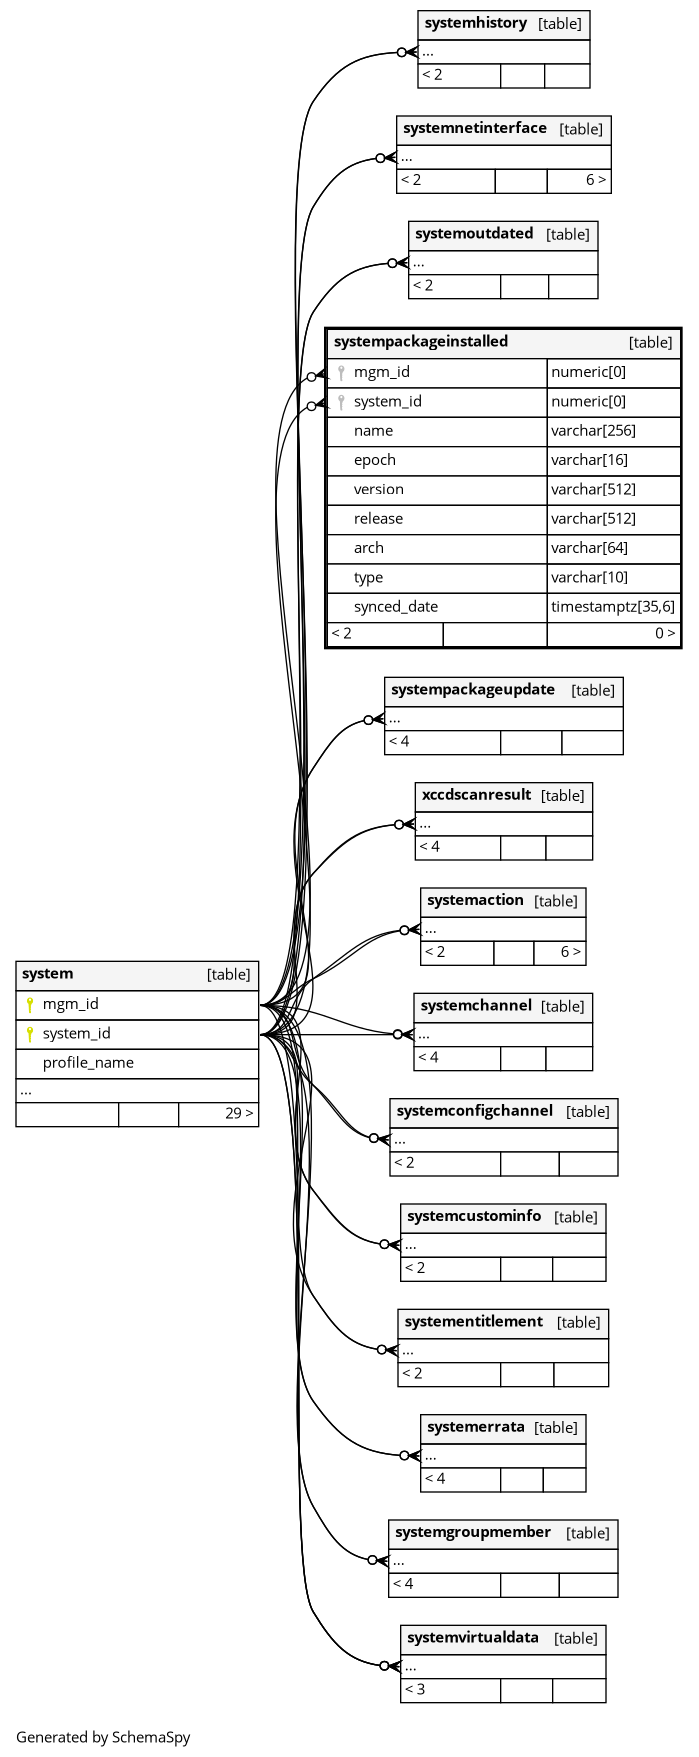 systemhistory [table]
...
< 2
systemnetinterface [table]
...
< 2 6 >
systemoutdated [table]
...
< 2
systempackageinstalled [table]
mgm_id numeric[0]
system_id numeric[0]
name varchar[256]
epoch varchar[16]
version varchar[512]
release varchar[512]
arch varchar[64]
type varchar[10]
synced_date timestamptz[35,6]
< 2 0 >
systempackageupdate [table]
...
< 4
xccdscanresult [table]
...
< 4
systemaction [table]
...
< 2 6 >
system [table]
mgm_id
system_id
profile_name
...
29 >
systemchannel [table]
...
< 4
systemconfigchannel [table]
...
< 2
systemcustominfo [table]
...
< 2
systementitlement [table]
...
< 2
systemerrata [table]
...
< 4
systemgroupmember [table]
...
< 4
systemvirtualdata [table]
...
< 3
Generated by SchemaSpy